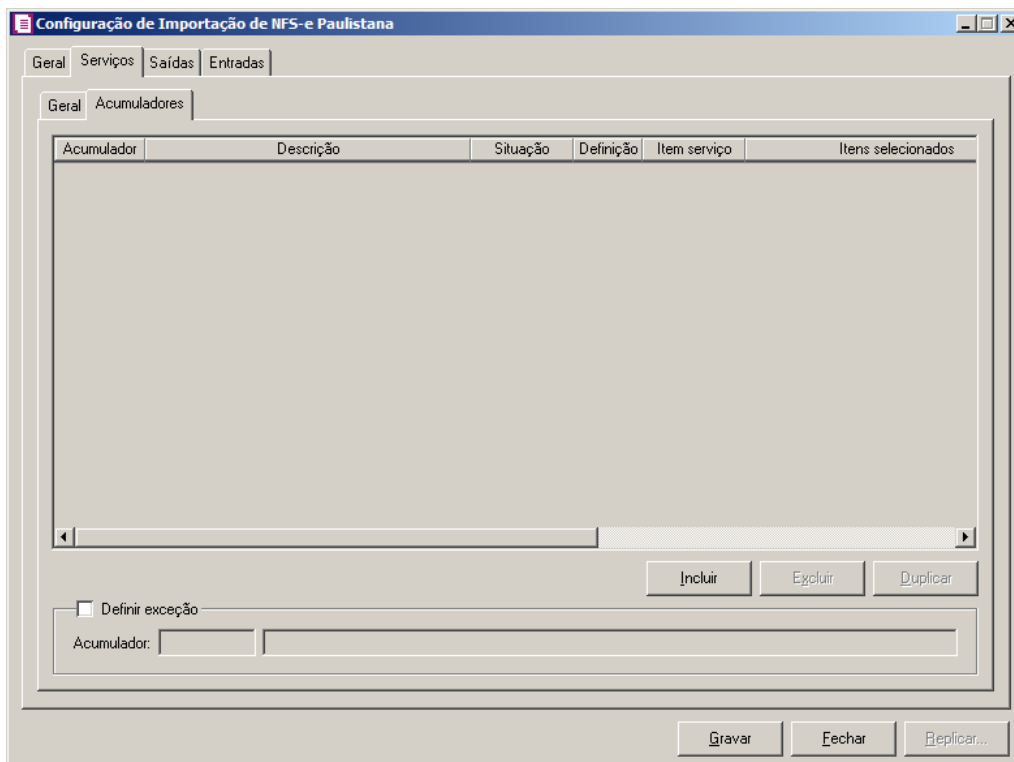 Configuração de Importação de NFS-e Paulistana
Geral Serviços Saídas Entradas
Geral Acumuladores
Acumulador Descrição Situação Definição Item serviço Itens selecionados
Incluir Excluir Duplicar
Definir exceção
Acumulador:
Gravar Fechar Replicar...